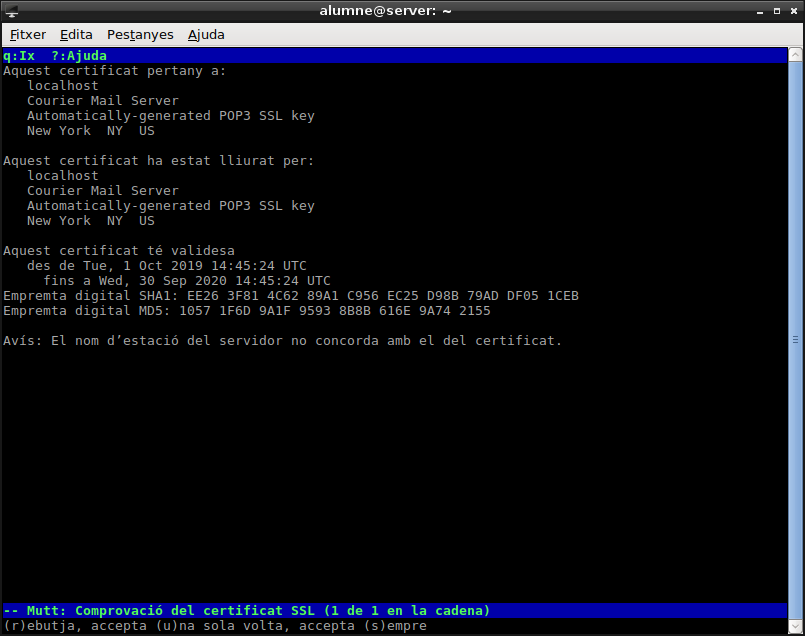 alumne@server: ~
Fitxer Edita Pestanyes Ajuda
q:Ix ?:Ajuda
Aquest certificat pertany a:
localhost
Courier Mail Server
Automatically-generated POP3 SSL key
New York NY US
Aquest certificat ha estat lliurat per:
localhost
Courier Mail Server
Automatically-generated POP3 SSL key
New York NY US
Aquest certificat té validesa
des de Tue, 1 Oct 2019 14:45:24 UTC
fins a Wed, 30 Sep 2020 14:45:24 UTC
Empremta digital SHA1: EE26 3F81 4C62 89A1 C956 EC25 D98B 79AD DF05 1CEB
Empremta digital MD5: 1057 1F6D 9A1F 9593 8B8B 616E 9A74 2155
Avís: El nom d’estació del servidor no concorda amb el del certificat.
-- Mutt: Comprovació del certificat SSL (1 de 1 en la cadena)
(r)ebutja, accepta (u)na sola volta, accepta (s)empre